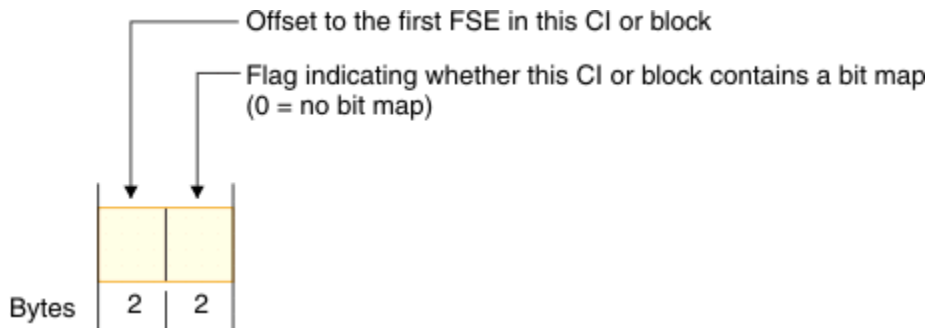 Offset to the first FSE in this CI or block
Flag indicating whether this CI or block contains a bit map
(0 = no bit map)
Bytes 2 2